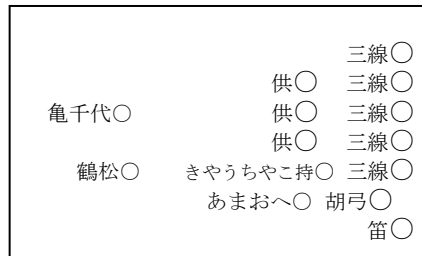 三線○
供○ 三線○
亀千代○ 供○ 三線○
供○ 三線○
鶴松○ きやうちやこ持○ 三線○
あまおへ○ 胡弓○
笛○